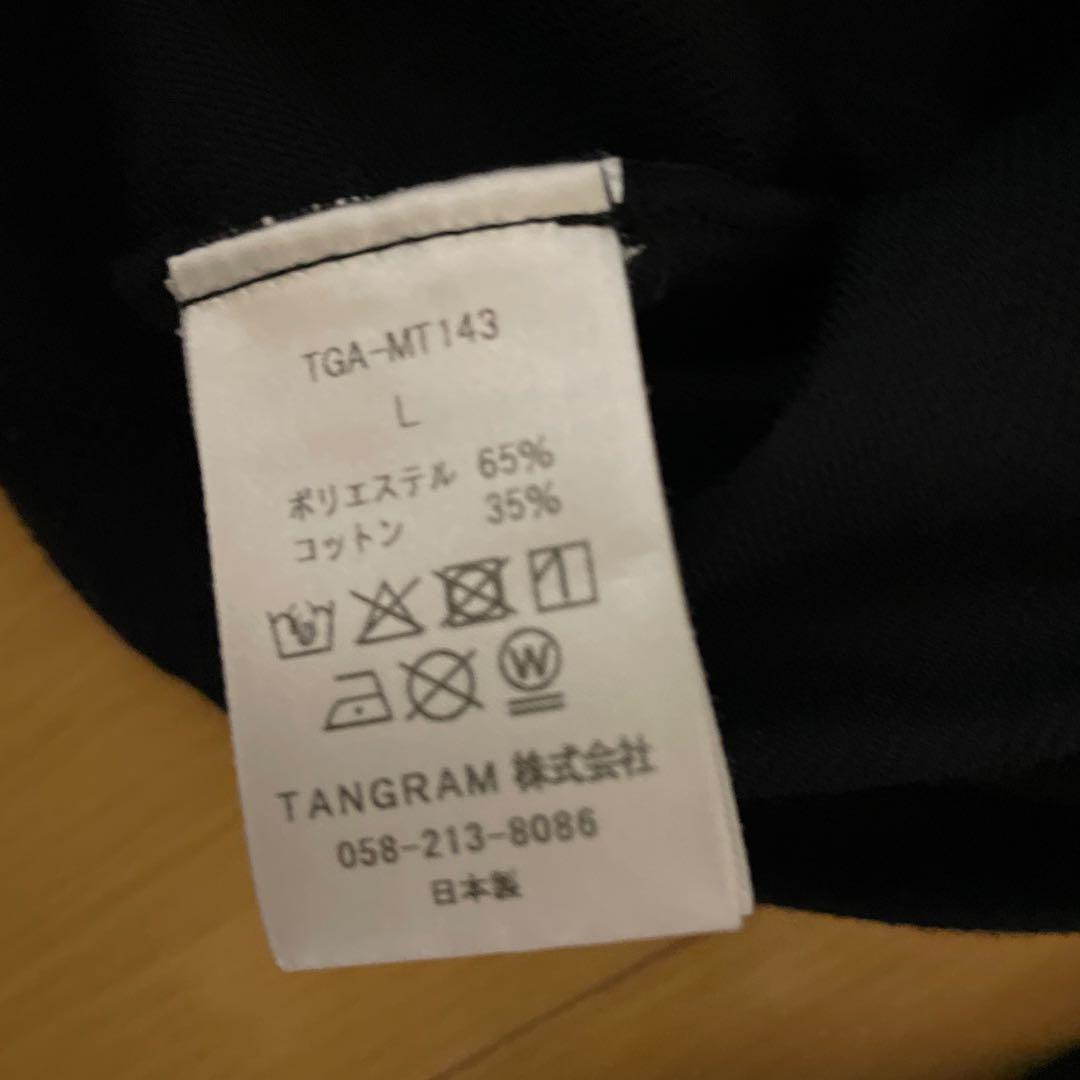 TGA-MT143
L
ポリエステル 65%
コットン 35%
W
TANGRAM 株式会社
058-213-8086
日本製